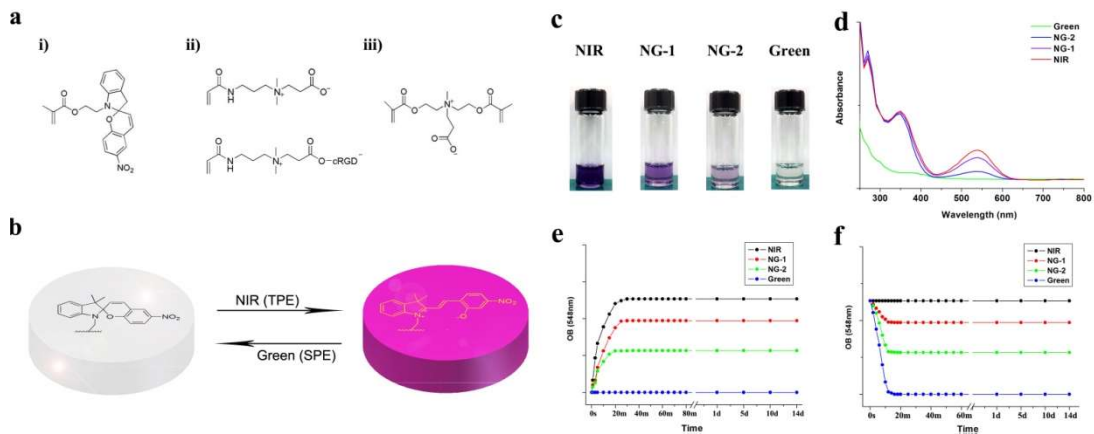 a
i)
ii)
iii)
O
O
N
O
NO₂
O
N
H
N⁺
O
O⁻
O
N
H
N⁺
O
O-cRGD⁻
O
O
N⁺
O
O
O
O⁻
b
N
O
NO₂
NIR (TPE)
Green (SPE)
N
O
NO₂
c
NIR NG-1 NG-2 Green
d
Green
NG-2
NG-1
NIR
Absorbance
300 400 500 600 700 800
Wavelength (nm)
e
NIR
NG-1
NG-2
Green
OB (548nm)
0s 20m 40m 60m 80m 1d 5d 10d 14d
Time
f
NIR
NG-1
NG-2
Green
OB (548nm)
0s 20m 40m 60m 1d 5d 10d 14d
Time